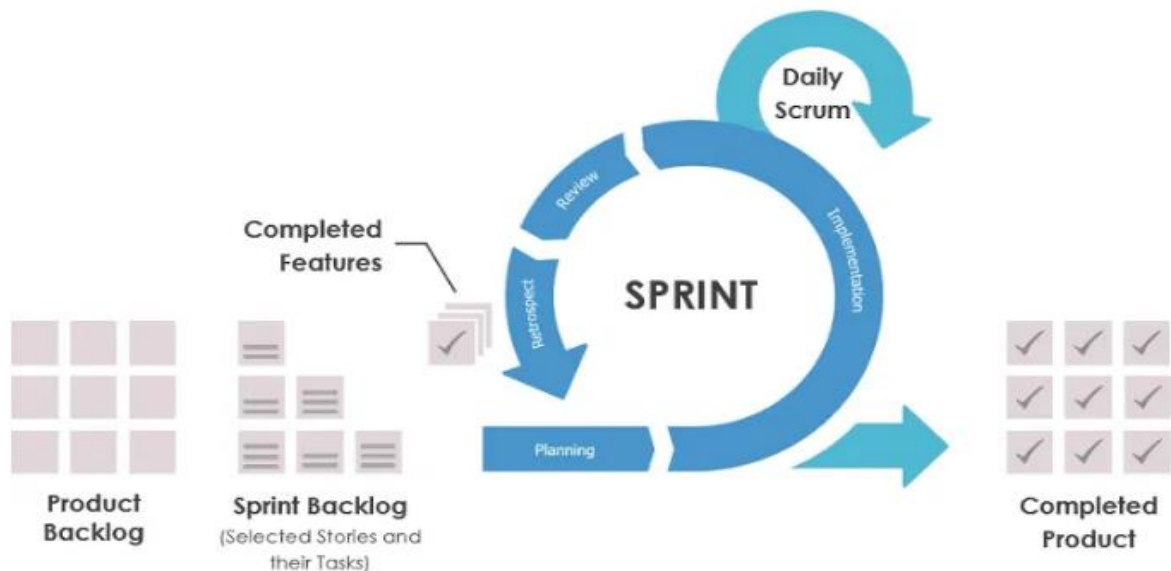 Daily
Scrum
Review
Implementation
Completed
Features
SPRINT
Retrospect
Planning
Product
Backlog
Sprint Backlog
(Selected Stories and
their Tasks)
Completed
Product